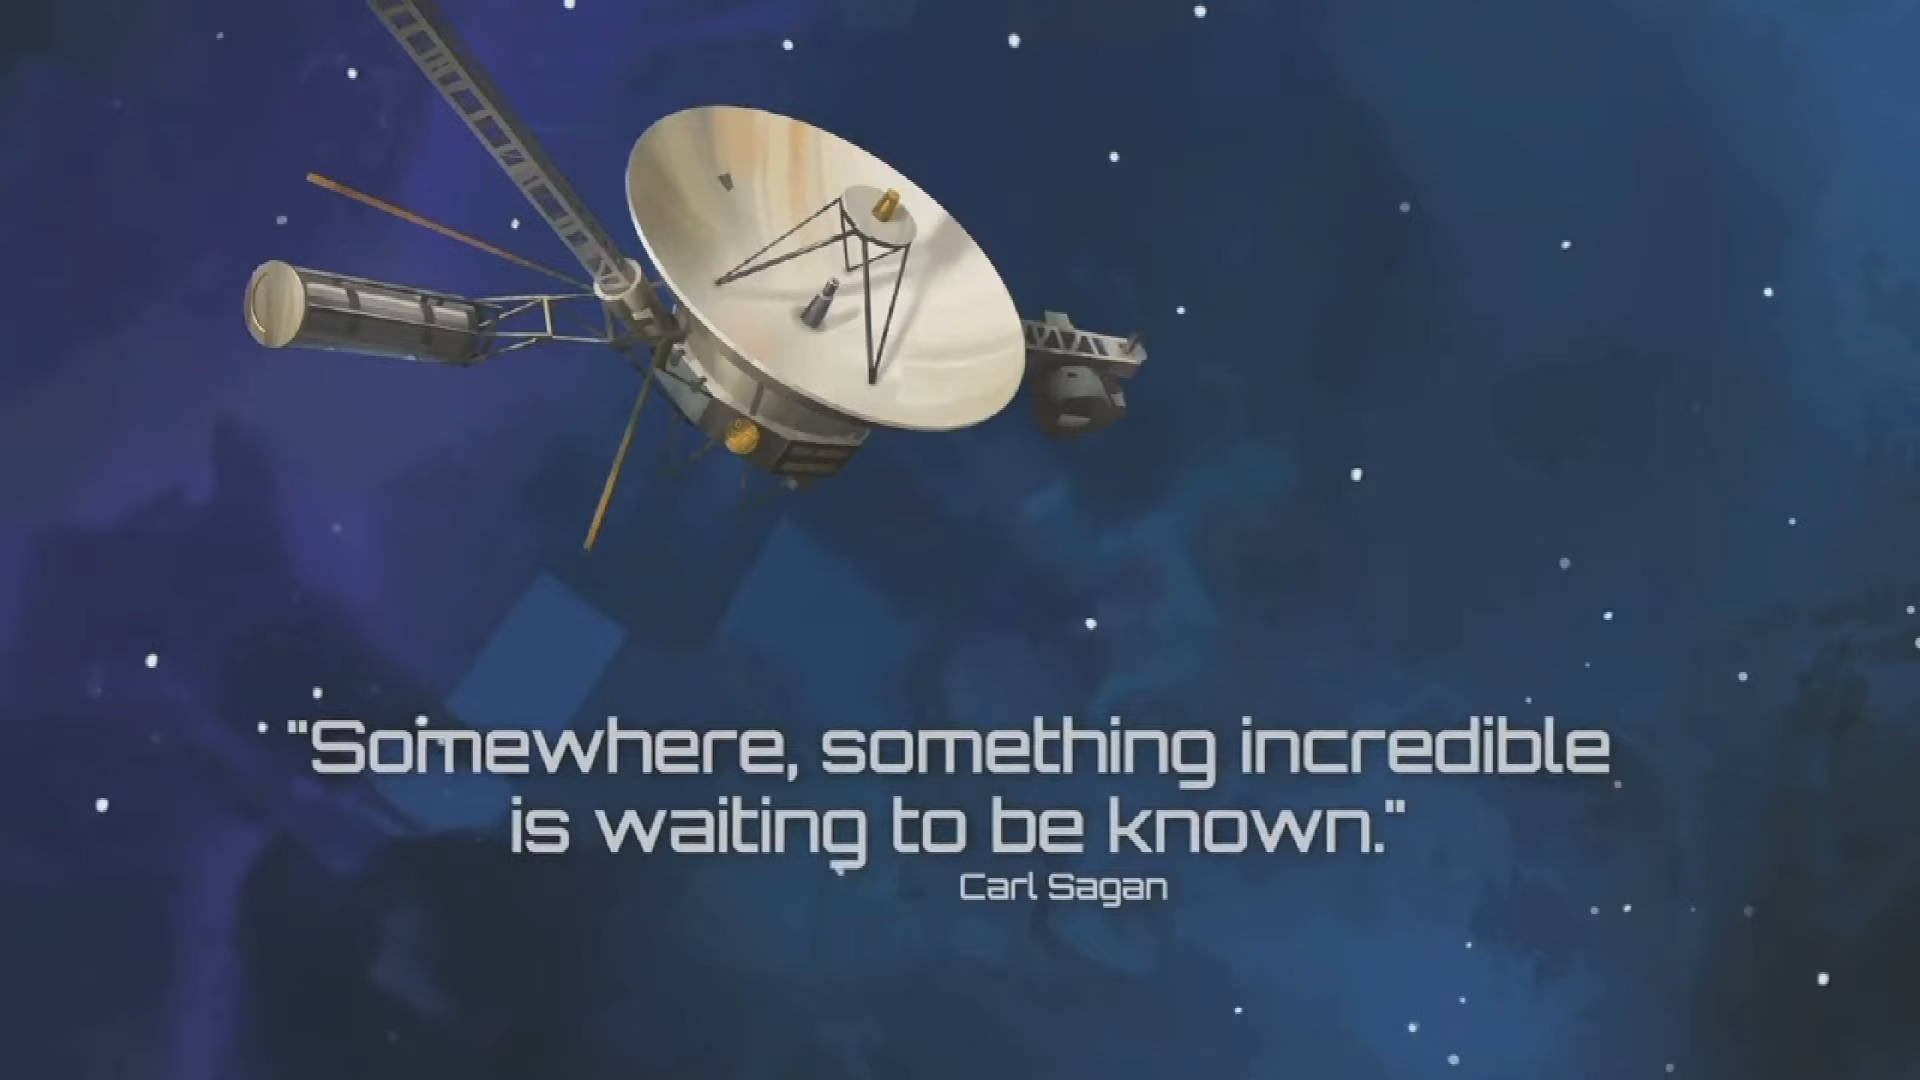 "Somewhere, something incredible
is waiting to be known."
Carl Sagan